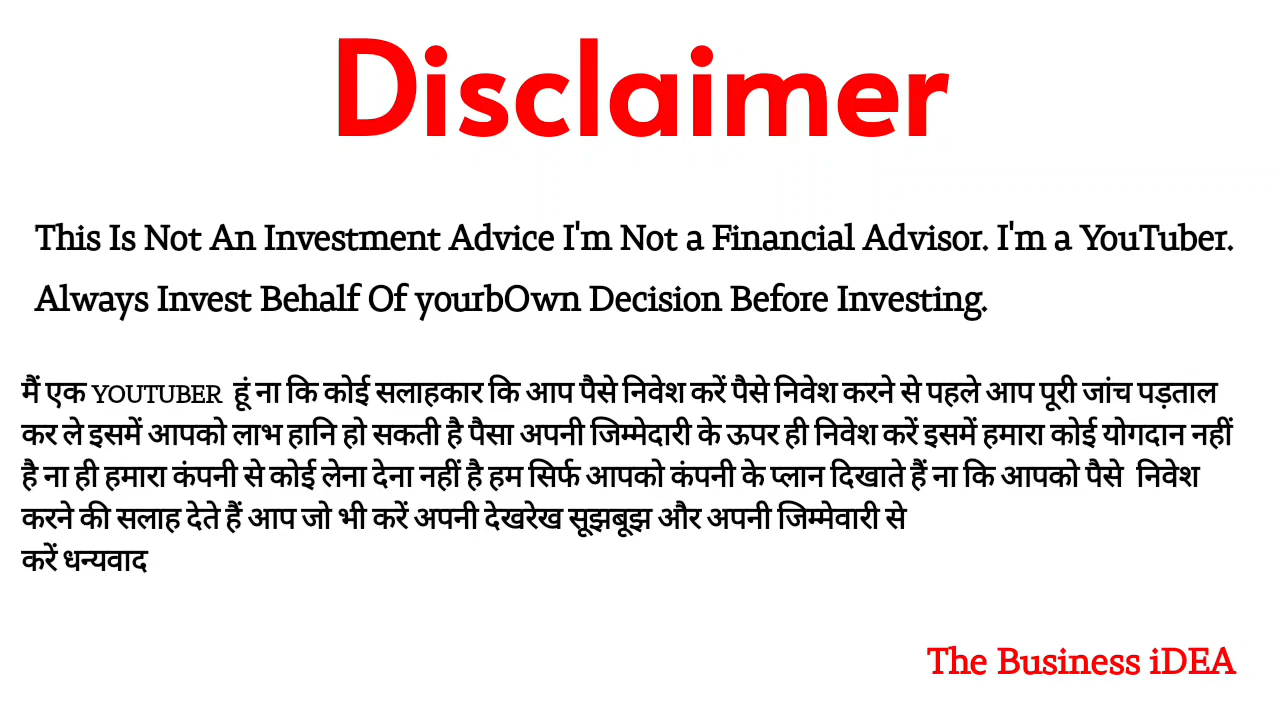 Disclaimer
This Is Not An Investment Advice I'm Not a Financial Advisor. I'm a YouTuber.
Always Invest Behalf Of yourbOwn Decision Before Investing.
मैं एक YOUTUBER हूं ना कि कोई सलाहकार कि आप पैसे निवेश करें पैसे निवेश करने से पहले आप पूरी जांच पड़ताल
कर ले इसमें आपको लाभ हानि हो सकती है पैसा अपनी जिम्मेदारी के ऊपर ही निवेश करें इसमें हमारा कोई योगदान नहीं
है ना ही हमारा कंपनी से कोई लेना देना नहीं है हम सिर्फ आपको कंपनी के प्लान दिखाते हैं ना कि आपको पैसे निवेश
करने की सलाह देते हैं आप जो भी करें अपनी देखरेख सूझबूझ और अपनी जिम्मेवारी से
करें धन्यवाद
The Business iDEA